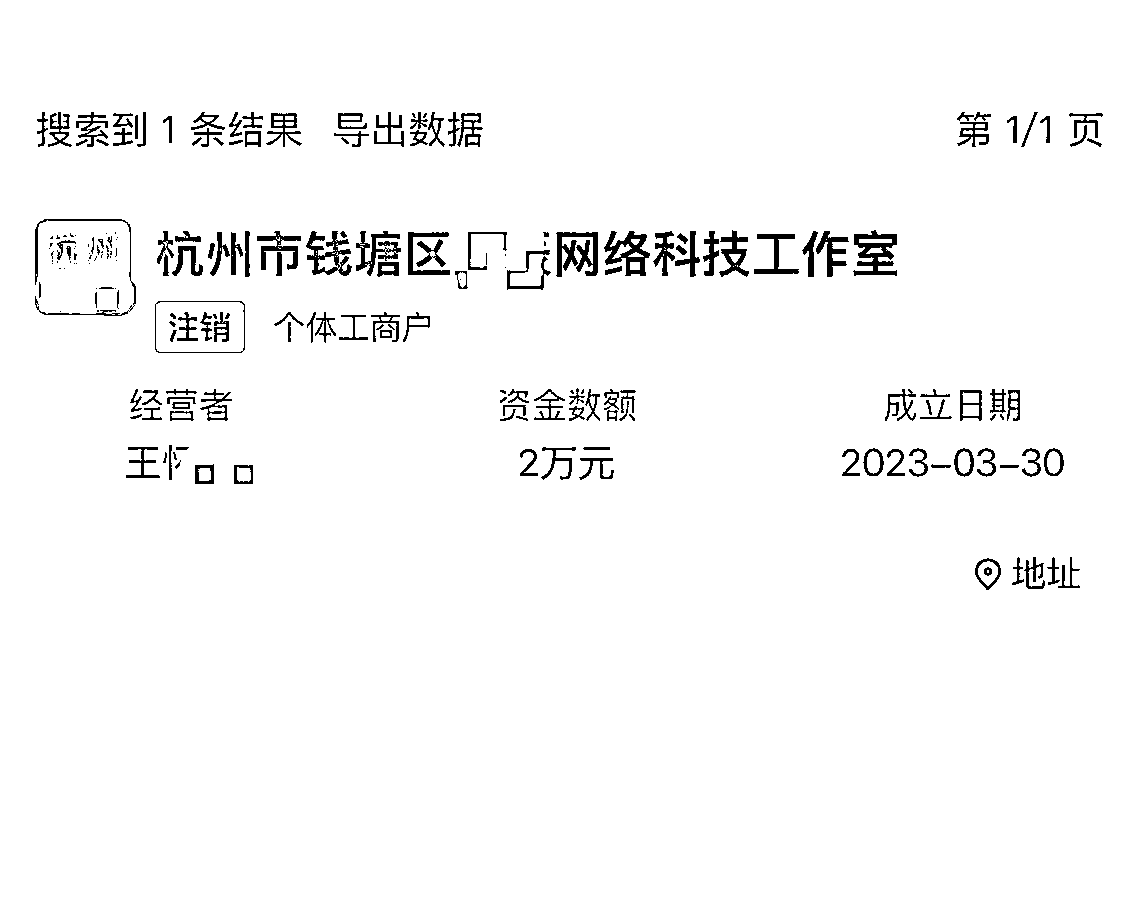 搜索到 1 条结果 导出数据
第 1/1 页
杭州
杭州市钱塘区 网络科技工作室
注销 个体工商户
经营者 资金数额 成立日期
王 2万元 2023-03-30
地址